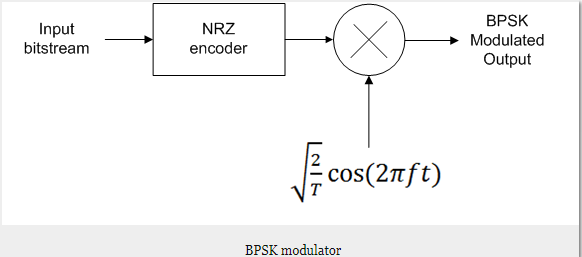 Input
bitstream
NRZ
encoder
BPSK
Modulated
Output
√(2/T) cos(2πft)
BPSK modulator